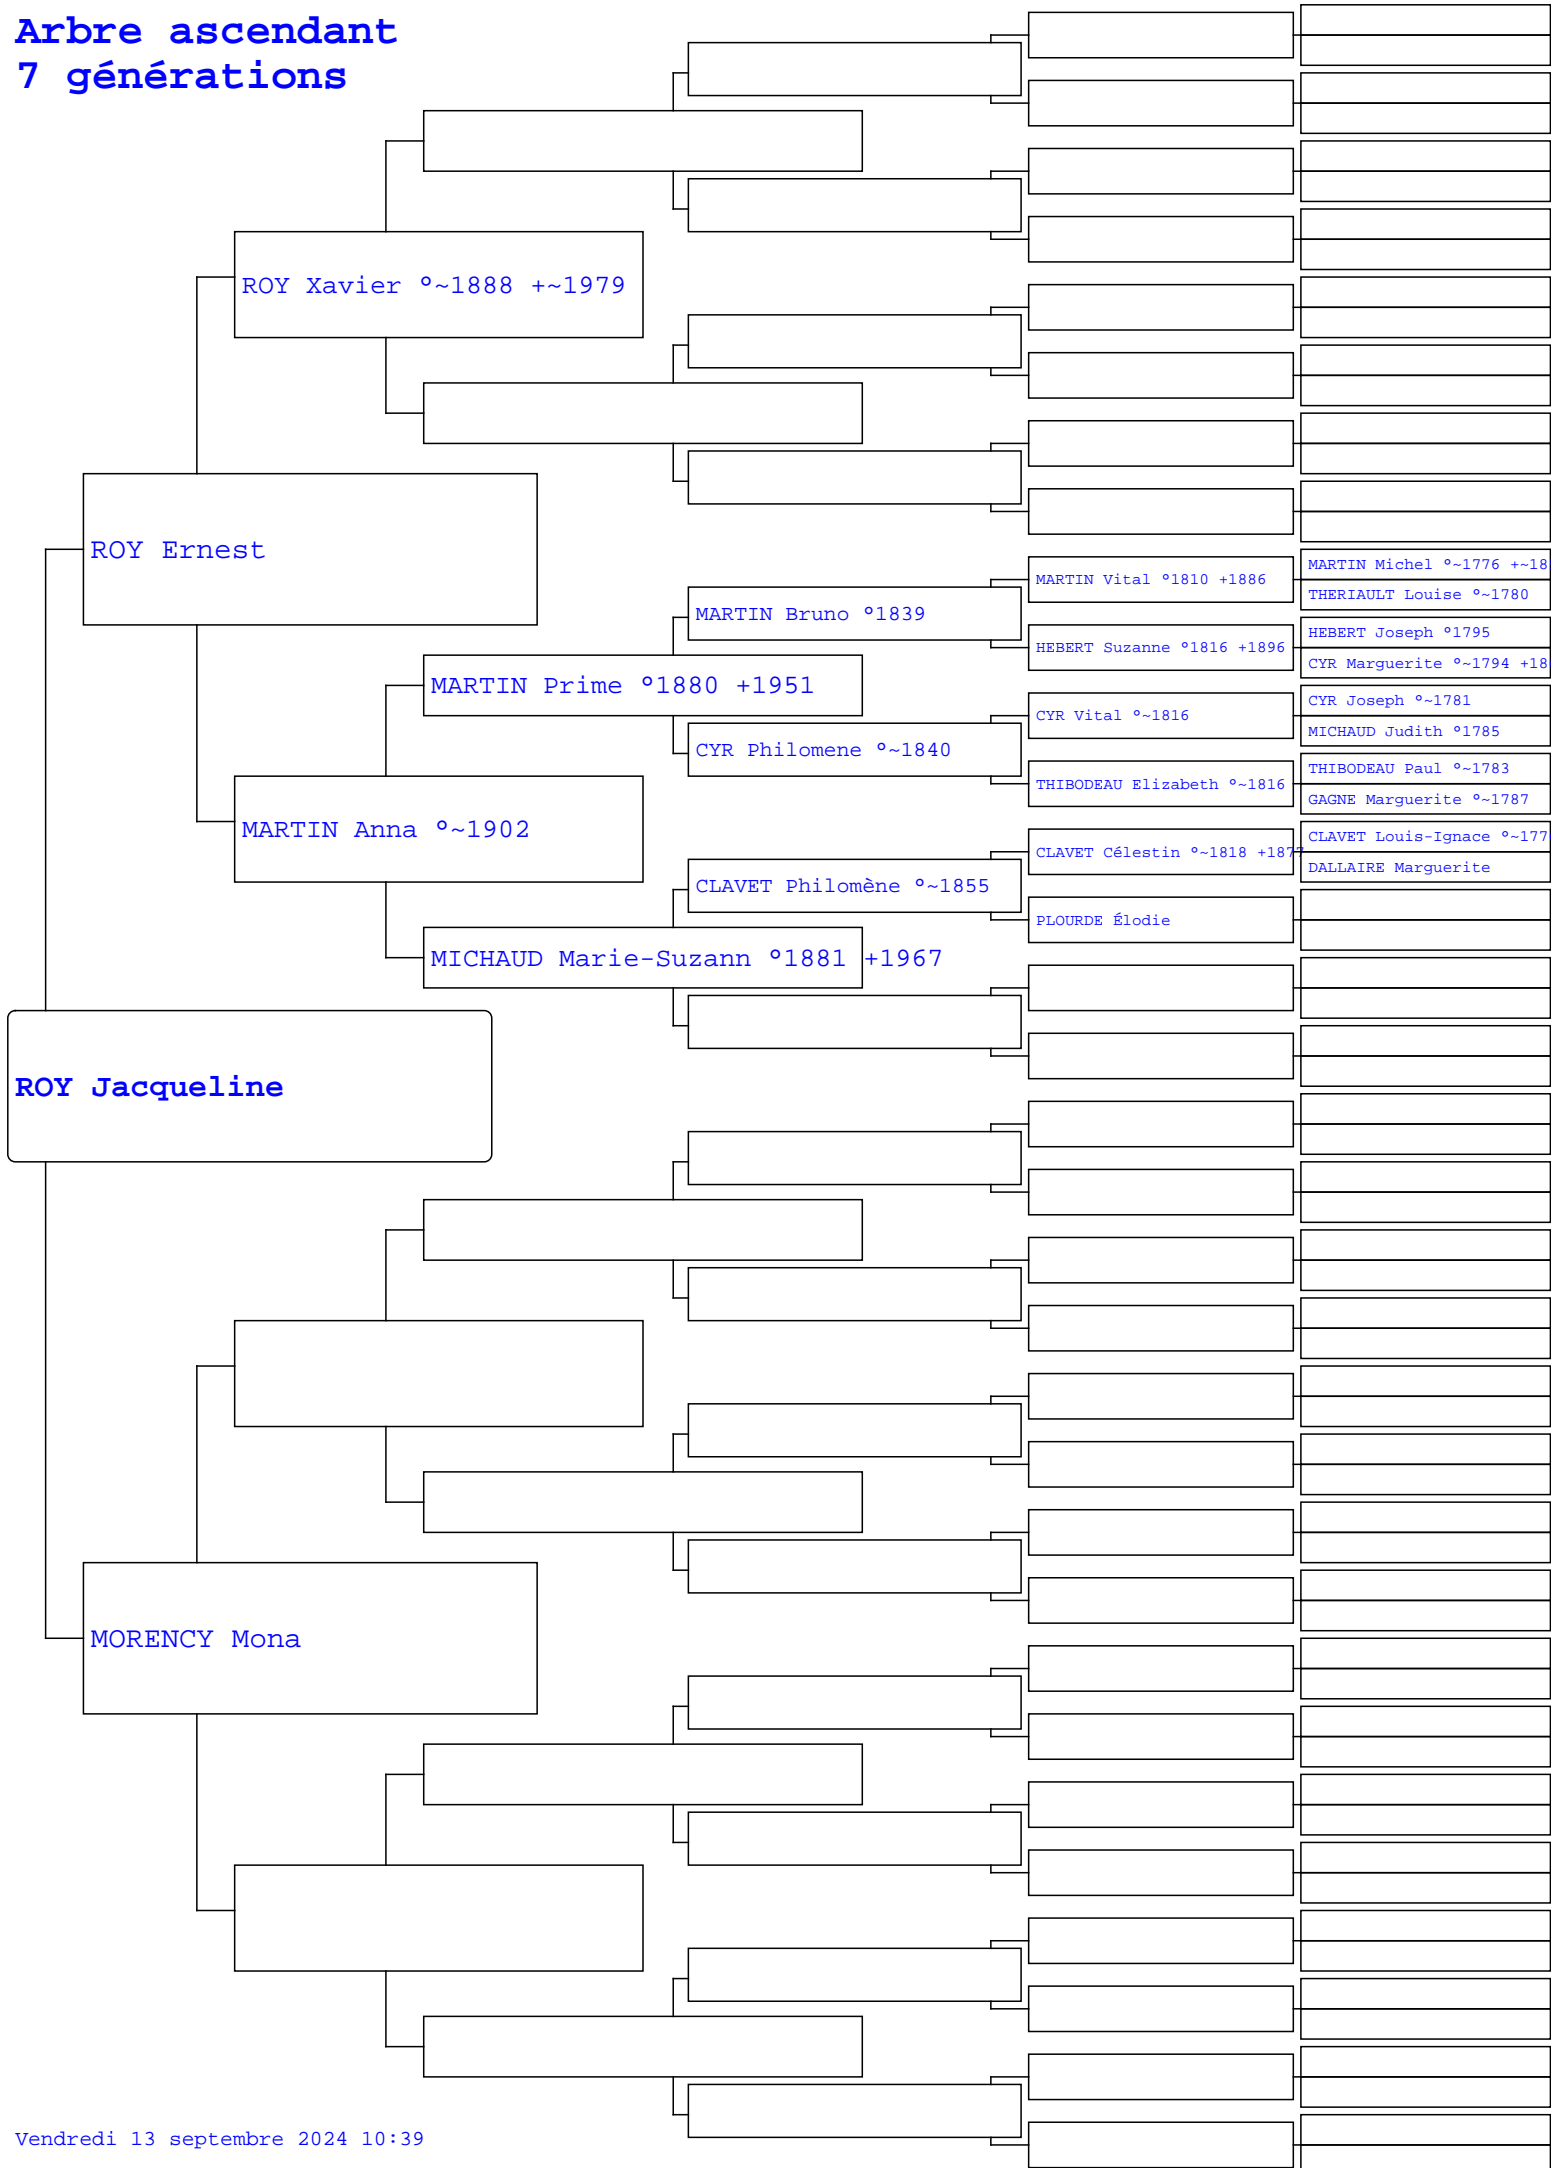 Arbre ascendant
7 générations
ROY Xavier °~1888 +~1979
ROY Ernest
MARTIN Vital °1810 +1886
MARTIN Michel °~1776 +~18
THERIAULT Louise °~1780
MARTIN Bruno °1839
HEBERT Suzanne °1816 +1896
HEBERT Joseph °1795
CYR Marguerite °~1794 +18
MARTIN Prime °1880 +1951
CYR Vital °~1816
CYR Joseph °~1781
MICHAUD Judith °1785
CYR Philomene °~1840
THIBODEAU Elizabeth °~1816
THIBODEAU Paul °~1783
GAGNE Marguerite °~1787
MARTIN Anna °~1902
CLAVET Célestin °~1818 +1877
CLAVET Louis-Ignace °~177
DALLAIRE Marguerite
CLAVET Philomène °~1855
PLOURDE Élodie
MICHAUD Marie-Suzann °1881 +1967
ROY Jacqueline
MORENCY Mona
Vendredi 13 septembre 2024 10:39